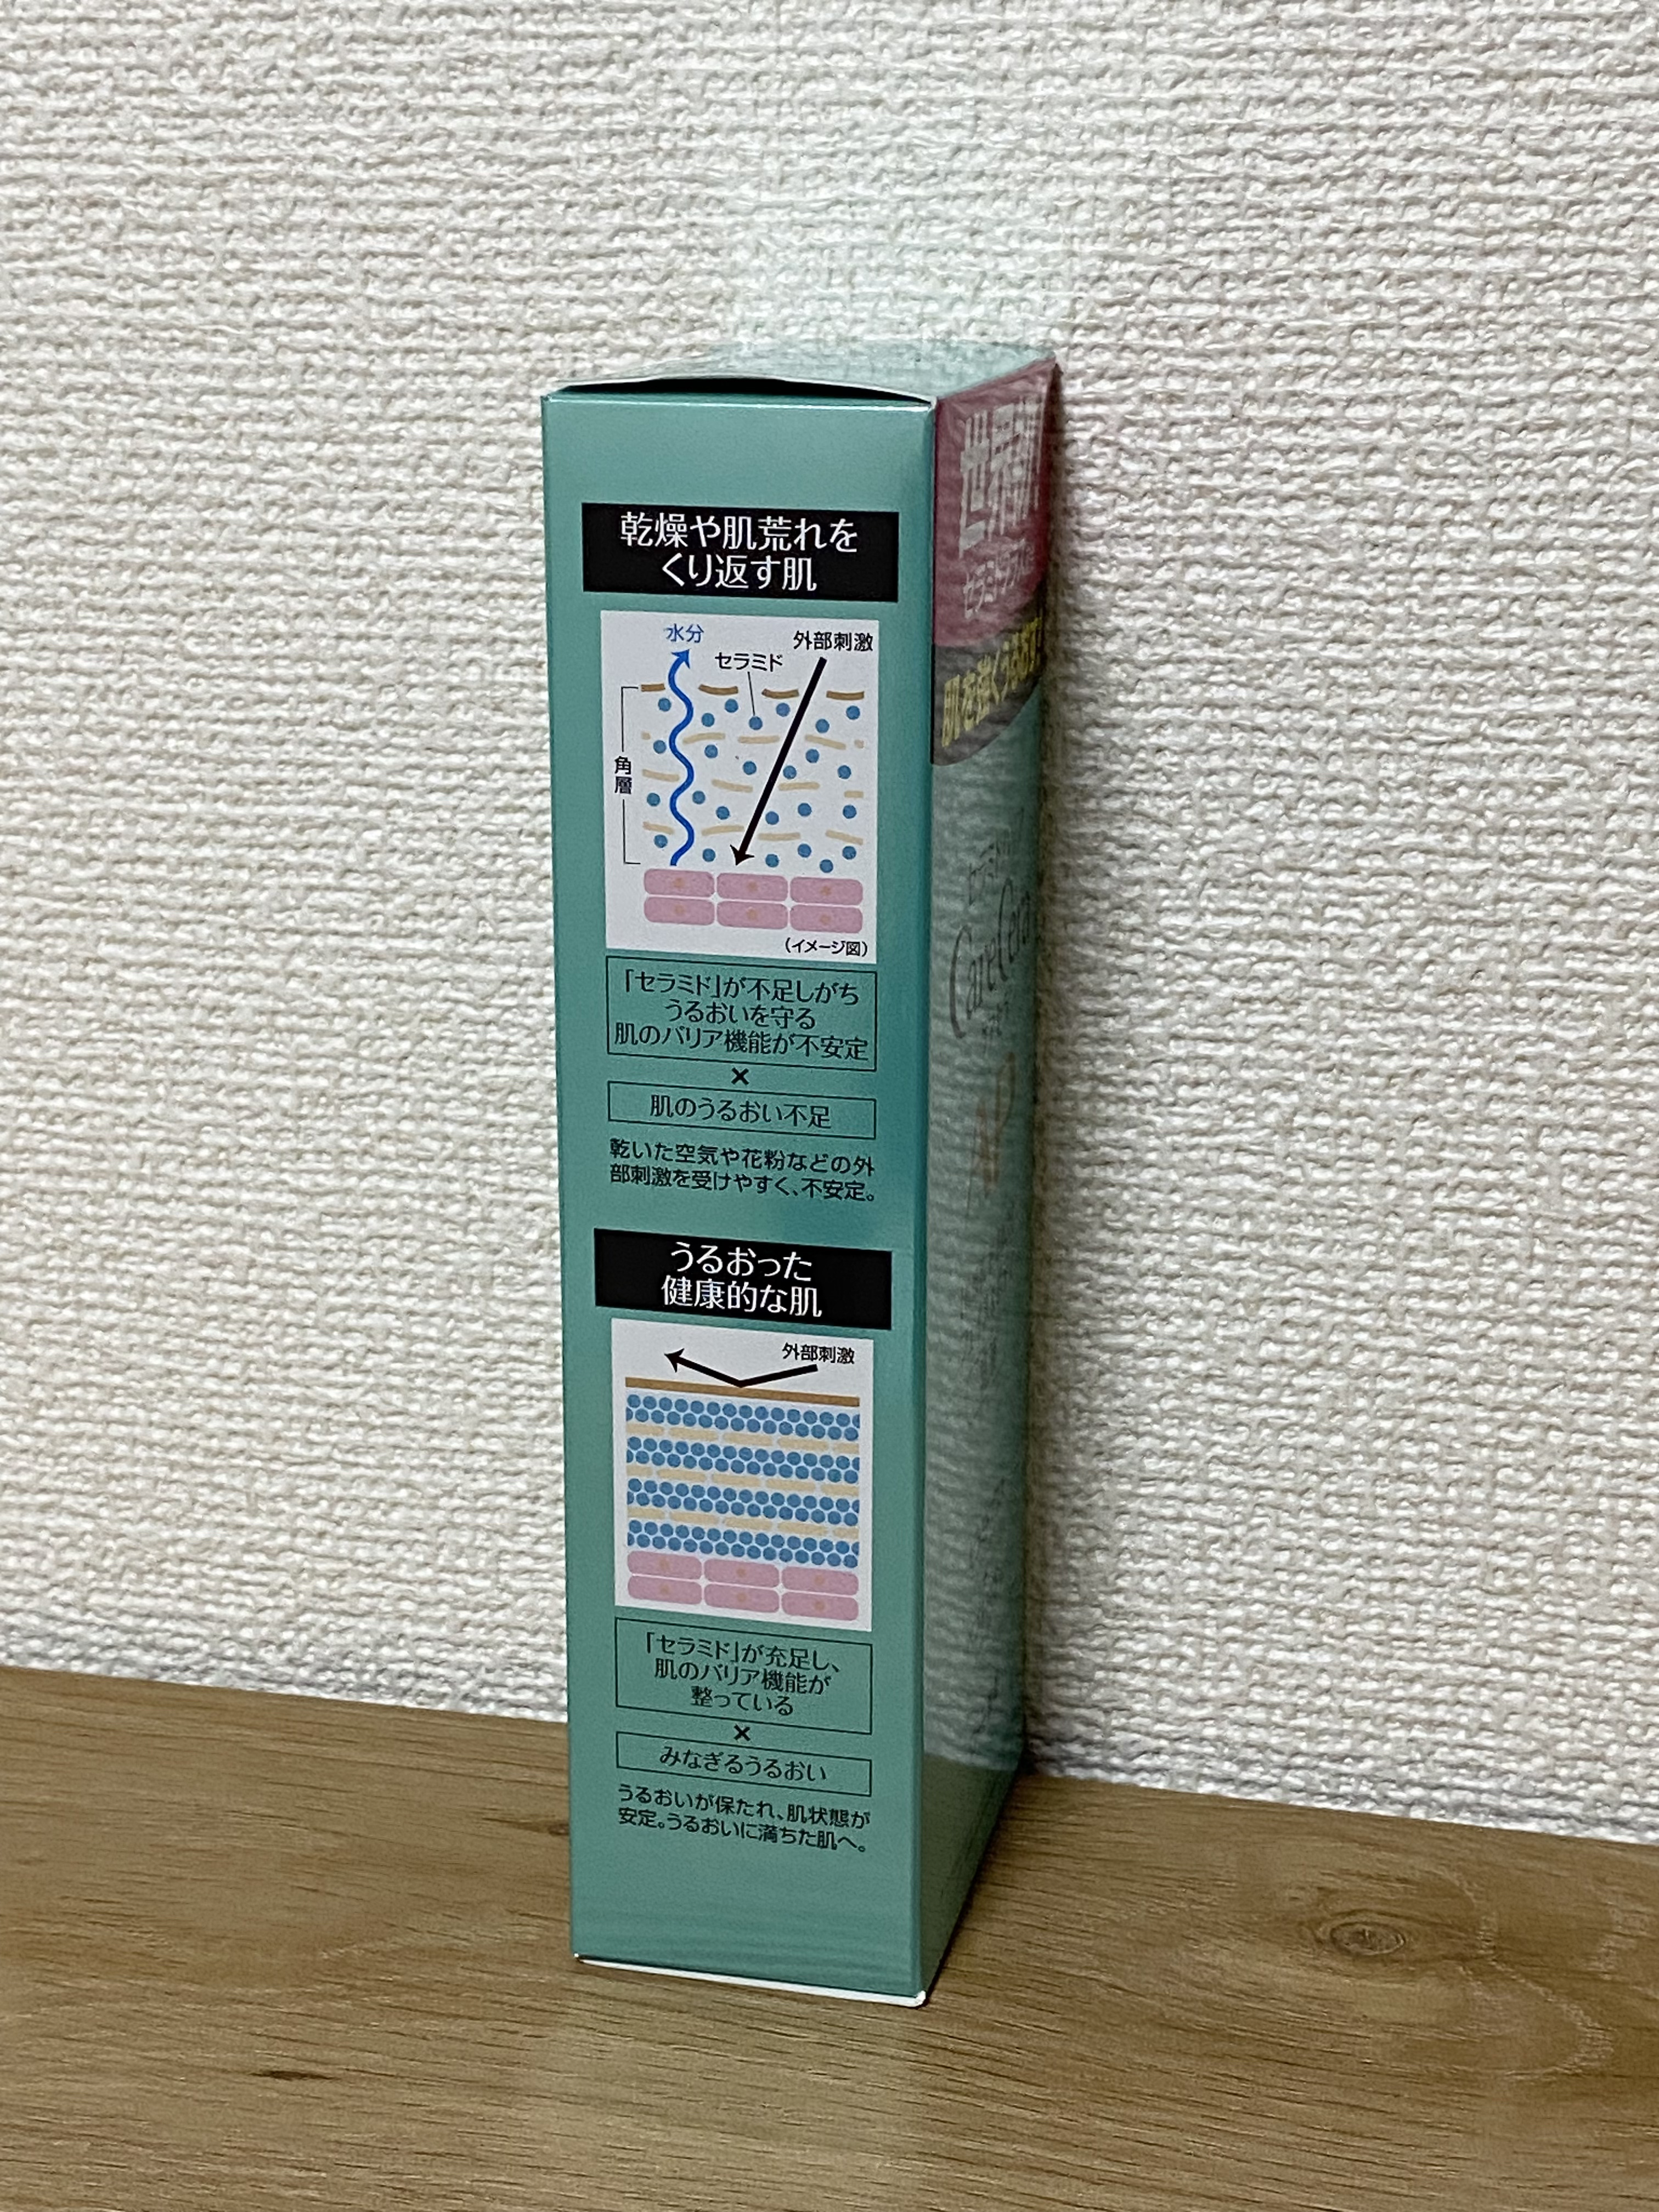 乾燥や肌荒れを
くり返す肌
水分
外部刺激
セラミド
角層
(イメージ図)
「セラミド」が不足しがち
うるおいを守る
肌のバリア機能が不安定
×
肌のうるおい不足
乾いた空気や花粉などの外
部刺激を受けやすく、不安定。
うるおった
健康的な肌
外部刺激
「セラミド」が充足し、
肌のバリア機能が
整っている
×
みなぎるうるおい
うるおいが保たれ、肌状態が
安定。うるおいに満ちた肌へ。
世界初
肌を強く
CareCera